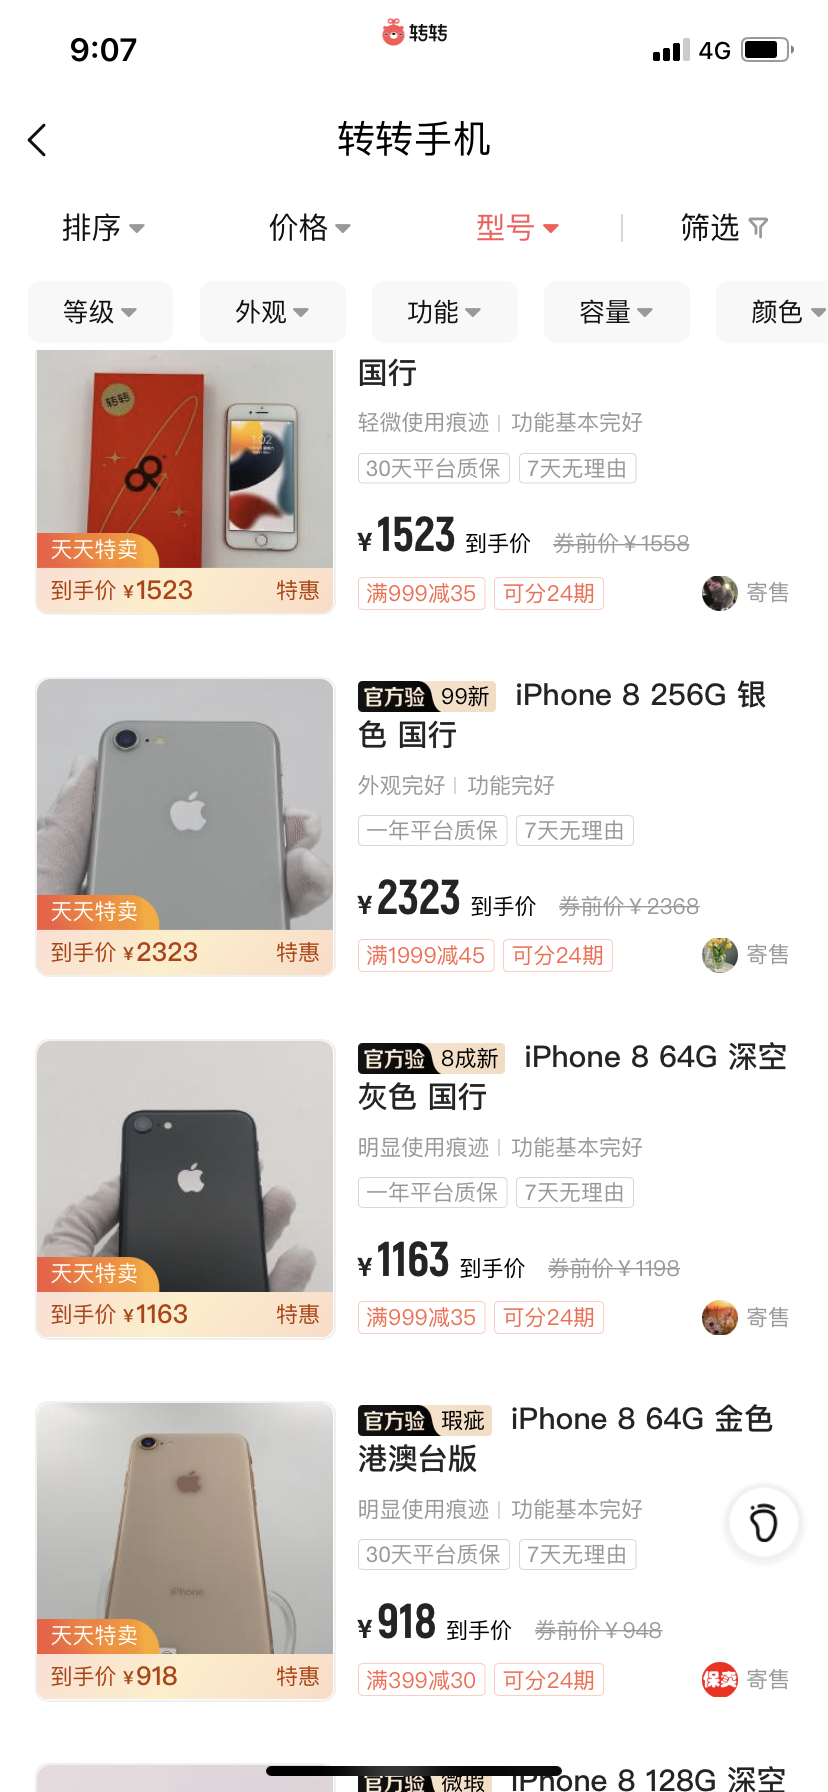 9:07
转转
4G
转转手机
排序
价格
型号
筛选
等级
外观
功能
容量
颜色
转转
8
1:02
天天特卖
到手价 ¥1523 特惠
国行
轻微使用痕迹 | 功能基本完好
30天平台质保 7天无理由
¥1523 到手价 券前价¥1558
满999减35 可分24期 寄售
天天特卖
到手价 ¥2323 特惠
官方验 99新 iPhone 8 256G 银
色 国行
外观完好 | 功能完好
一年平台质保 7天无理由
¥2323 到手价 券前价¥2368
满1999减45 可分24期 寄售
天天特卖
到手价 ¥1163 特惠
官方验 8成新 iPhone 8 64G 深空
灰色 国行
明显使用痕迹 | 功能基本完好
一年平台质保 7天无理由
¥1163 到手价 券前价¥1198
满999减35 可分24期 寄售
iPhone
天天特卖
到手价 ¥918 特惠
官方验 瑕疵 iPhone 8 64G 金色
港澳台版
明显使用痕迹 | 功能基本完好
30天平台质保 7天无理由
¥918 到手价 券前价¥948
满399减30 可分24期 保卖 寄售
官方验 微瑕 iPhone 8 128G 深空